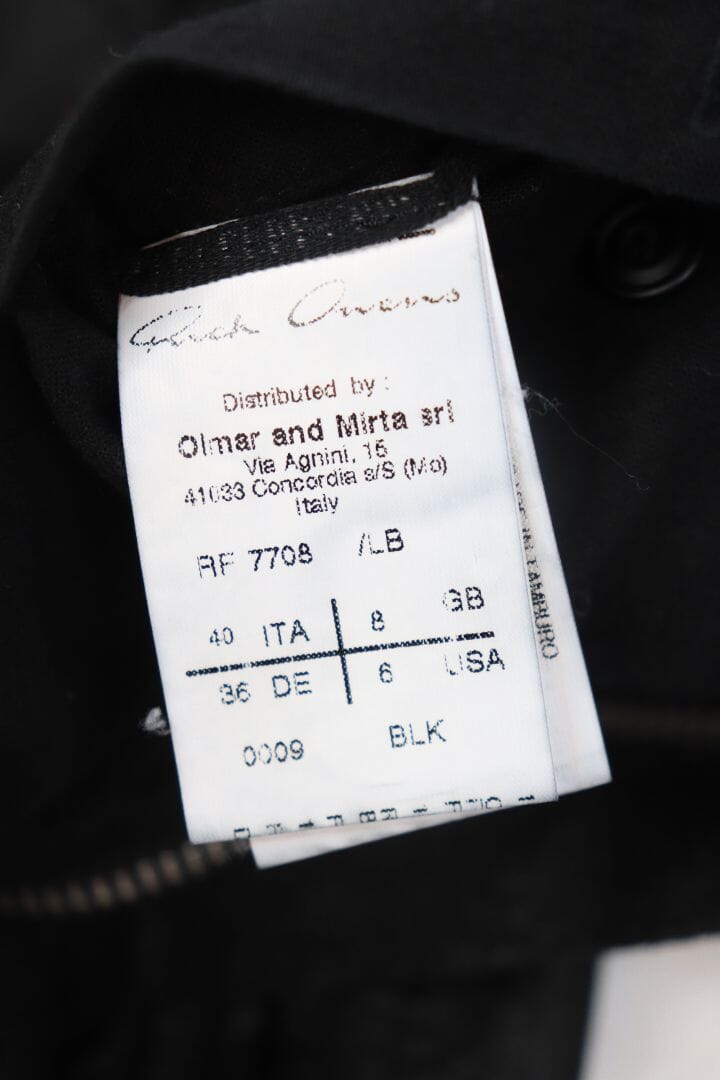 Rick Owens
Distributed by :
Olmar and Mirta srl
Via Agnini, 15
41033 Concordia s/S (Mo)
Italy
RF 7708 /LB
40 ITA 8 GB
36 DE 6 USA
0009 BLK
TAMBURO